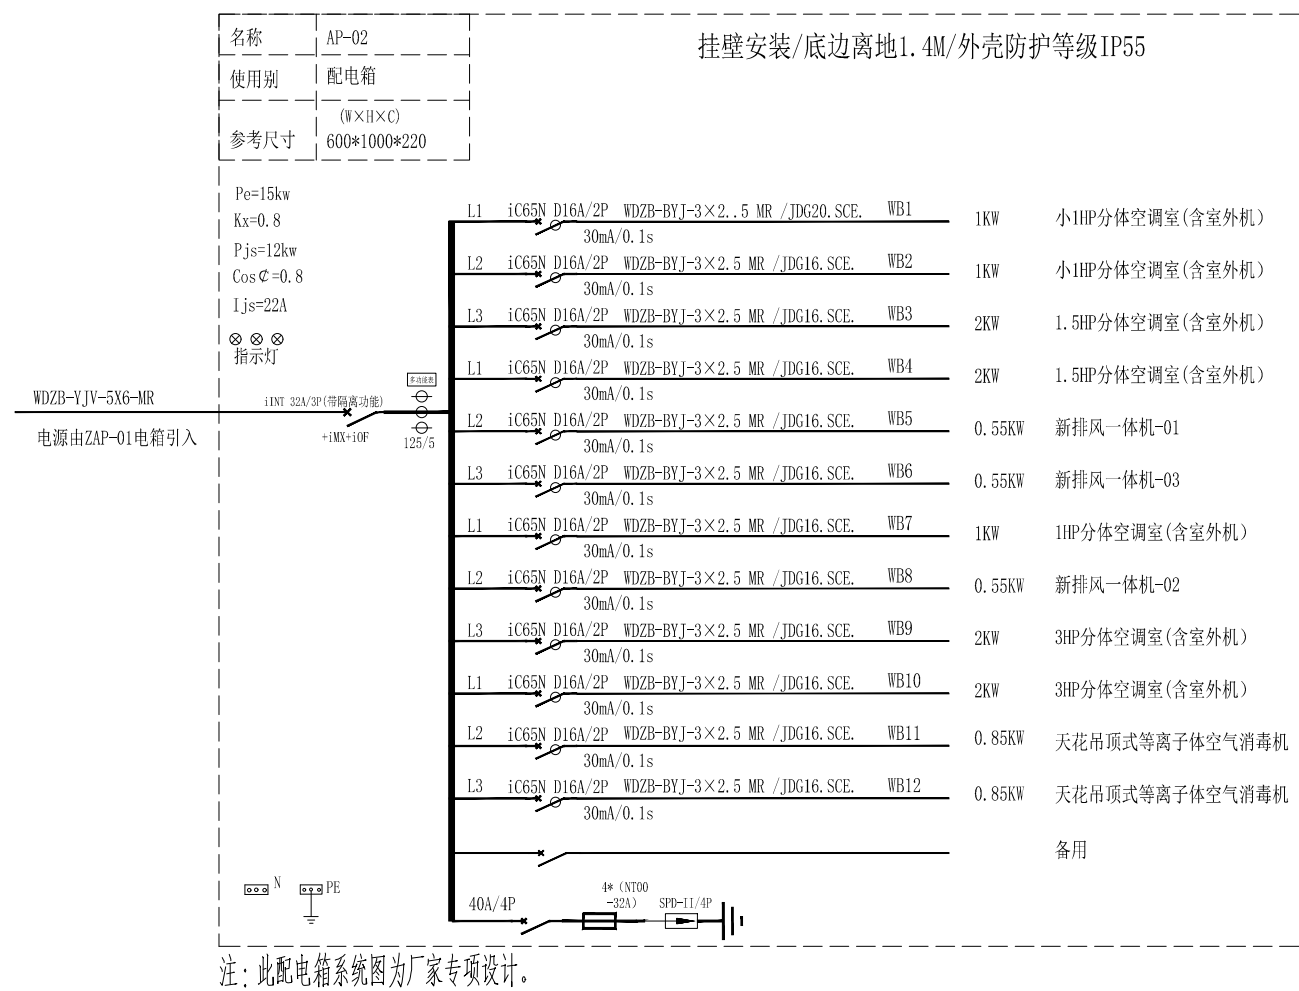 名称 AP-02
挂壁安装/底边离地1.4M/外壳防护等级IP55
使用别 配电箱
(W×H×C)
参考尺寸 600*1000*220
Pe=15kw
Kx=0.8
Pjs=12kw
Cos￠=0.8
Ijs=22A
指示灯
WDZB-YJV-5X6-MR
电源由ZAP-01电箱引入
iINT 32A/3P(带隔离功能)
+iMX+iOF
多功能表
125/5
L1 iC65N D16A/2P WDZB-BYJ-3×2..5 MR /JDG20.SCE. WB1 1KW 小1HP分体空调室(含室外机)
30mA/0.1s
L2 iC65N D16A/2P WDZB-BYJ-3×2.5 MR /JDG16.SCE. WB2 1KW 小1HP分体空调室(含室外机)
30mA/0.1s
L3 iC65N D16A/2P WDZB-BYJ-3×2.5 MR /JDG16.SCE. WB3 2KW 1.5HP分体空调室(含室外机)
30mA/0.1s
L1 iC65N D16A/2P WDZB-BYJ-3×2.5 MR /JDG16.SCE. WB4 2KW 1.5HP分体空调室(含室外机)
30mA/0.1s
L2 iC65N D16A/2P WDZB-BYJ-3×2.5 MR /JDG16.SCE. WB5 0.55KW 新排风一体机-01
30mA/0.1s
L3 iC65N D16A/2P WDZB-BYJ-3×2.5 MR /JDG16.SCE. WB6 0.55KW 新排风一体机-03
30mA/0.1s
L1 iC65N D16A/2P WDZB-BYJ-3×2.5 MR /JDG16.SCE. WB7 1KW 1HP分体空调室(含室外机)
30mA/0.1s
L2 iC65N D16A/2P WDZB-BYJ-3×2.5 MR /JDG16.SCE. WB8 0.55KW 新排风一体机-02
30mA/0.1s
L3 iC65N D16A/2P WDZB-BYJ-3×2.5 MR /JDG16.SCE. WB9 2KW 3HP分体空调室(含室外机)
30mA/0.1s
L1 iC65N D16A/2P WDZB-BYJ-3×2.5 MR /JDG16.SCE. WB10 2KW 3HP分体空调室(含室外机)
30mA/0.1s
L2 iC65N D16A/2P WDZB-BYJ-3×2.5 MR /JDG16.SCE. WB11 0.85KW 天花吊顶式等离子体空气消毒机
30mA/0.1s
L3 iC65N D16A/2P WDZB-BYJ-3×2.5 MR /JDG16.SCE. WB12 0.85KW 天花吊顶式等离子体空气消毒机
30mA/0.1s
备用
N PE
40A/4P
4* (NT00
-32A)
SPD-II/4P
注: 此配电箱系统图为厂家专项设计。